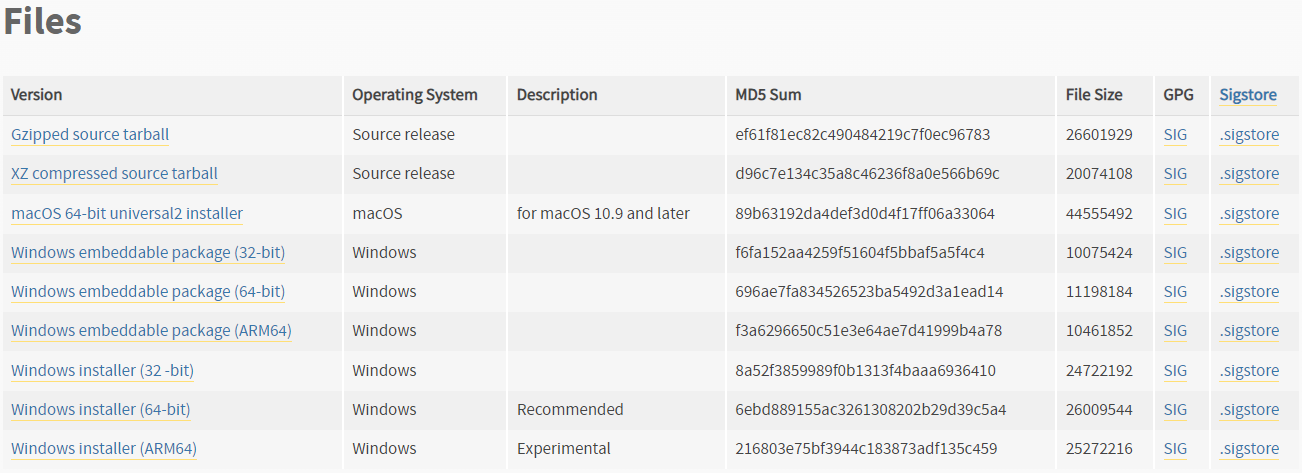 Files
Version Operating System Description MD5 Sum File Size GPG Sigstore
Gzipped source tarball Source release ef61f81ec82c490484219c7f0ec96783 26601929 SIG .sigstore
XZ compressed source tarball Source release d96c7e134c35a8c46236f8a0e566b69c 20074108 SIG .sigstore
macOS 64-bit universal2 installer macOS for macOS 10.9 and later 89b63192da4def3d0d4f17ff06a33064 44555492 SIG .sigstore
Windows embeddable package (32-bit) Windows f6fa152aa4259f51604f5bbaf5a5f4c4 10075424 SIG .sigstore
Windows embeddable package (64-bit) Windows 696ae7fa834526523ba5492d3a1ead14 11198184 SIG .sigstore
Windows embeddable package (ARM64) Windows f3a6296650c51e3e64ae7d41999b4a78 10461852 SIG .sigstore
Windows installer (32 -bit) Windows 8a52f3859989f0b1313f4baaa6936410 24722192 SIG .sigstore
Windows installer (64-bit) Windows Recommended 6ebd889155ac3261308202b29d39c5a4 26009544 SIG .sigstore
Windows installer (ARM64) Windows Experimental 216803e75bf3944c183873adf135c459 25272216 SIG .sigstore